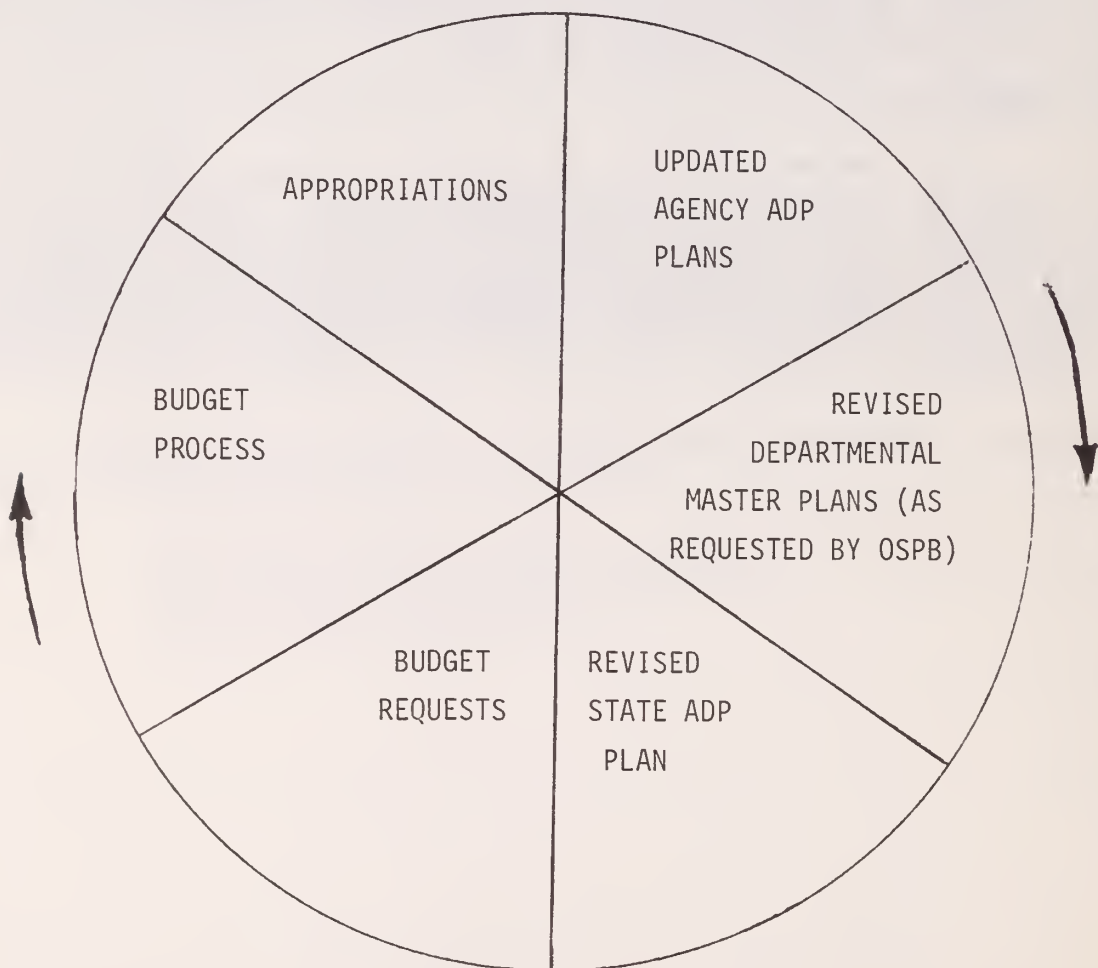 APPROPRIATIONS
UPDATED
AGENCY ADP
PLANS
REVISED
DEPARTMENTAL
MASTER PLANS (AS
REQUESTED BY OSPB)
REVISED
STATE ADP
PLAN
BUDGET
REQUESTS
BUDGET
PROCESS